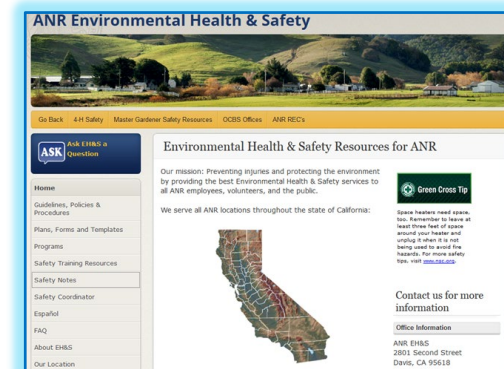 ANR Environmental Health & Safety
Go Back
4-H Safety
Master Gardener Safety Resources
OCBS Offices
ANR REC's
ASK
Ask EH&S a
Question
Home
Guidelines, Policies &
Procedures
Plans, Forms and Templates
Programs
Safety Training Resources
Safety Notes
Safety Coordinator
Español
FAQ
About EH&S
Our Location
Environmental Health & Safety Resources for ANR
Our mission: Preventing injuries and protecting the environment
by providing the best Environmental Health & Safety services to
all ANR employees, volunteers, and the public.
We serve all ANR locations throughout the state of California:
Green Cross Tip
Space heaters need space,
too. Remember to leave at
least three feet of space
around your heater and
unplug it when it is not
being used to avoid fire
hazards. For more safety
tips, visit www.nsc.org.
Contact us for more
information
Office Information
ANR EH&S
2801 Second Street
Davis, CA 95618